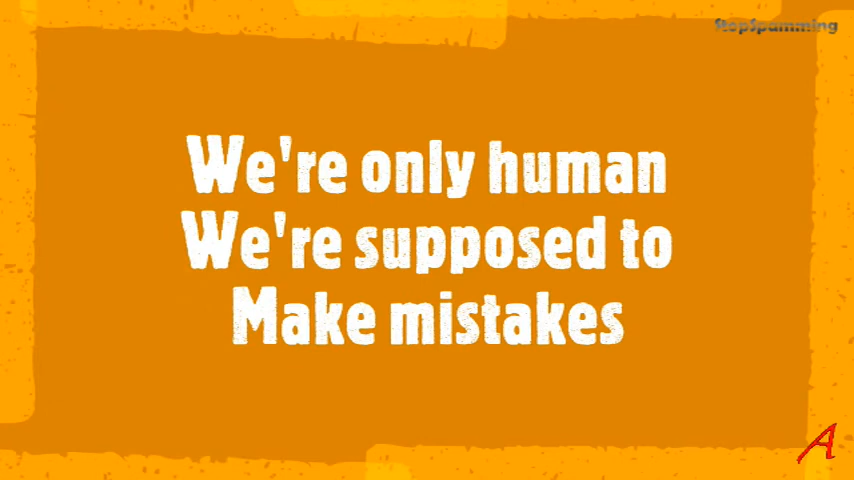 StopSpamming
We're only human
We're supposed to
Make mistakes
A